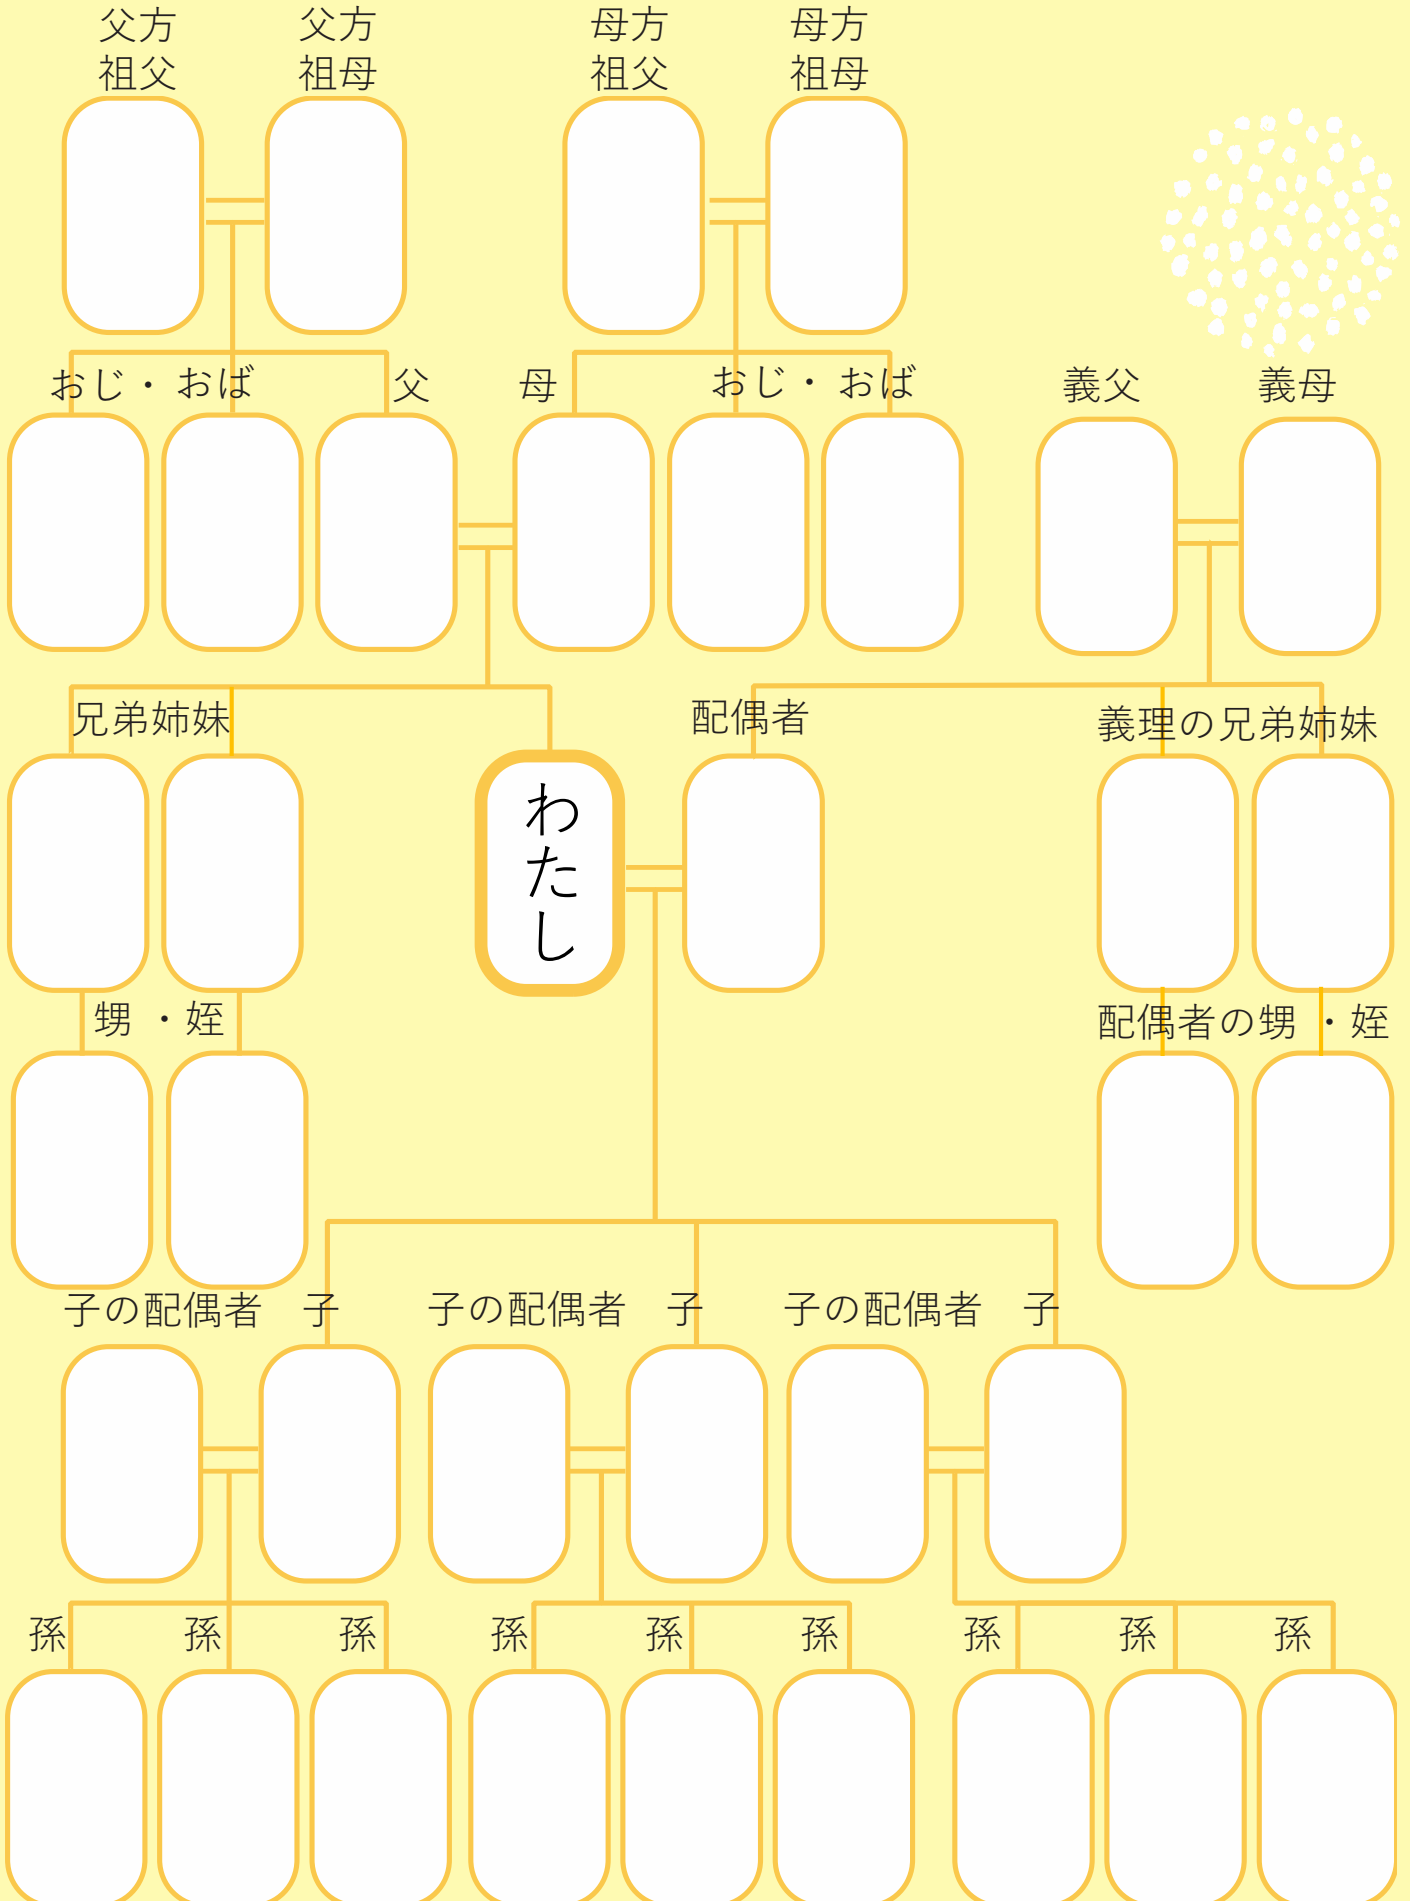 父方 父方 母方 母方
祖父 祖母 祖父 祖母
おじ・おば 父 母 おじ・おば 義父 義母
兄弟姉妹 配偶者 義理の兄弟姉妹
わたし
甥・姪 配偶者の甥・姪
子の配偶者 子 子の配偶者 子 子の配偶者 子
孫 孫 孫 孫 孫 孫 孫 孫 孫